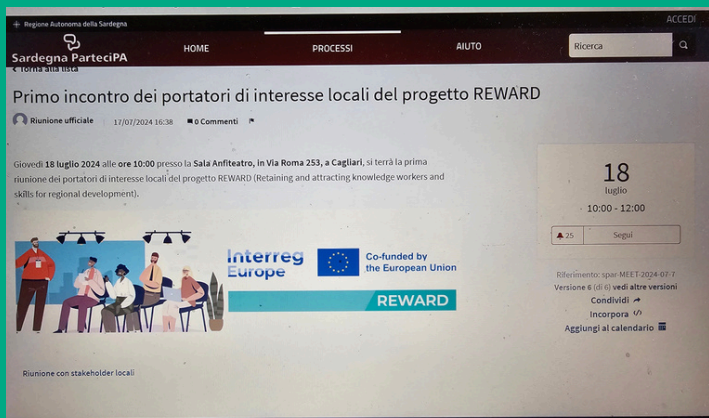 Regione Autonoma della Sardegna
ACCEDI
Sardegna ParteciPA
HOME
PROCESSI
AIUTO
Ricerca
< Torna alla lista
Primo incontro dei portatori di interesse locali del progetto REWARD
Riunione ufficiale 17/07/2024 16:38 0 Commenti
Giovedì 18 luglio 2024 alle ore 10:00 presso la Sala Anfiteatro, in Via Roma 253, a Cagliari, si terrà la prima
riunione dei portatori di interesse locali del progetto REWARD (Retaining and attracting knowledge workers and
skills for regional development).
Interreg
Europe
Co-funded by
the European Union
REWARD
Riunione con stakeholder locali
18
luglio
10:00 - 12:00
25 Segui
Riferimento: spar-MEET-2024-07-7
Versione 6 (di 6) vedi altre versioni
Condividi
Incorpora
Aggiungi al calendario